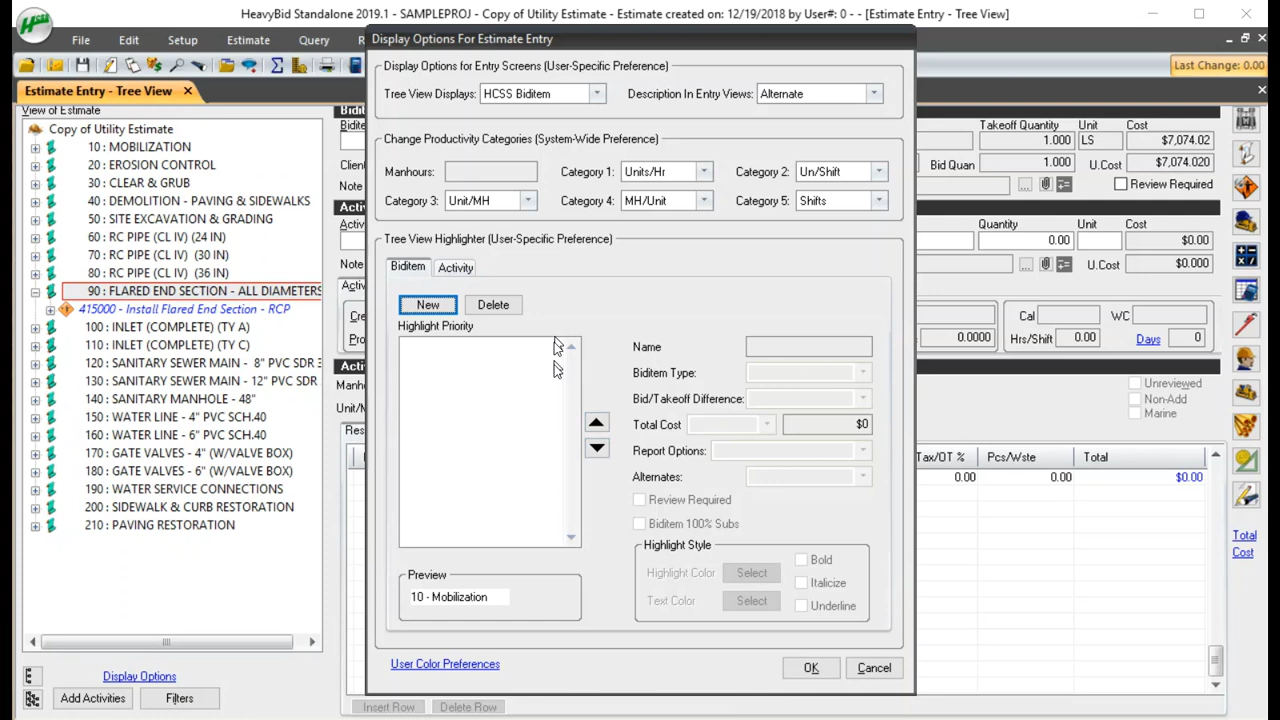 HeavyBid Standalone 2019.1 - SAMPLEPROJ - Copy of Utility Estimate - Estimate created on: 12/19/2018 by User#: 0 - - [Estimate Entry - Tree View]
File Edit Setup Estimate Query
Last Change: 0.00
Estimate Entry - Tree View
View of Estimate
Copy of Utility Estimate
10 : MOBILIZATION
20 : EROSION CONTROL
30 : CLEAR & GRUB
40 : DEMOLITION - PAVING & SIDEWALKS
50 : SITE EXCAVATION & GRADING
60 : RC PIPE (CL IV) (24 IN)
70 : RC PIPE (CL IV) (30 IN)
80 : RC PIPE (CL IV) (36 IN)
90 : FLARED END SECTION - ALL DIAMETERS
415000 - Install Flared End Section - RCP
100 : INLET (COMPLETE) (TY A)
110 : INLET (COMPLETE) (TY C)
120 : SANITARY SEWER MAIN - 8" PVC SDR 3
130 : SANITARY SEWER MAIN - 12" PVC SDR
140 : SANITARY MANHOLE - 48"
150 : WATER LINE - 4" PVC SCH.40
160 : WATER LINE - 6" PVC SCH.40
170 : GATE VALVES - 4" (W/VALVE BOX)
180 : GATE VALVES - 6" (W/VALVE BOX)
190 : WATER SERVICE CONNECTIONS
200 : SIDEWALK & CURB RESTORATION
210 : PAVING RESTORATION
Display Options
Add Activities Filters
Display Options For Estimate Entry
Display Options for Entry Screens (User-Specific Preference)
Tree View Displays: HCSS Biditem Description In Entry Views: Alternate
Change Productivity Categories (System-Wide Preference)
Manhours: Category 1: Units/Hr Category 2: Un/Shift
Category 3: Unit/MH Category 4: MH/Unit Category 5: Shifts
Tree View Highlighter (User-Specific Preference)
Biditem Activity
New Delete
Highlight Priority
Name
Biditem Type:
Bid/Takeoff Difference:
Total Cost $0
Report Options:
Alternates:
Review Required
Biditem 100% Subs
Highlight Style
Highlight Color Select
Text Color Select
Bold
Italicize
Underline
Preview
10 - Mobilization
User Color Preferences
OK Cancel
Takeoff Quantity Unit Cost
1.000 LS $7,074.02
Bid Quan 1.000 U.Cost $7,074.020
Review Required
Quantity Unit Cost
0.00 $0.00
U.Cost $0.000
Cal WC
0.0000 Hrs/Shift 0.00 Days 0
Unreviewed
Non-Add
Marine
Tax/OT % Pcs/Wste Total
0.00 0.00 $0.00
Total
Cost
Insert Row Delete Row